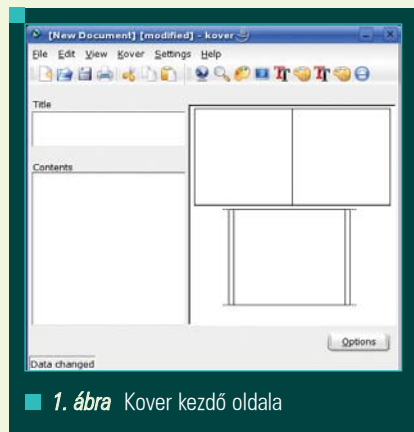 [New Document] [modified] - kover
File Edit View Kover Settings Help
Title
Contents
Options
Data changed
1. ábra Kover kezdő oldala